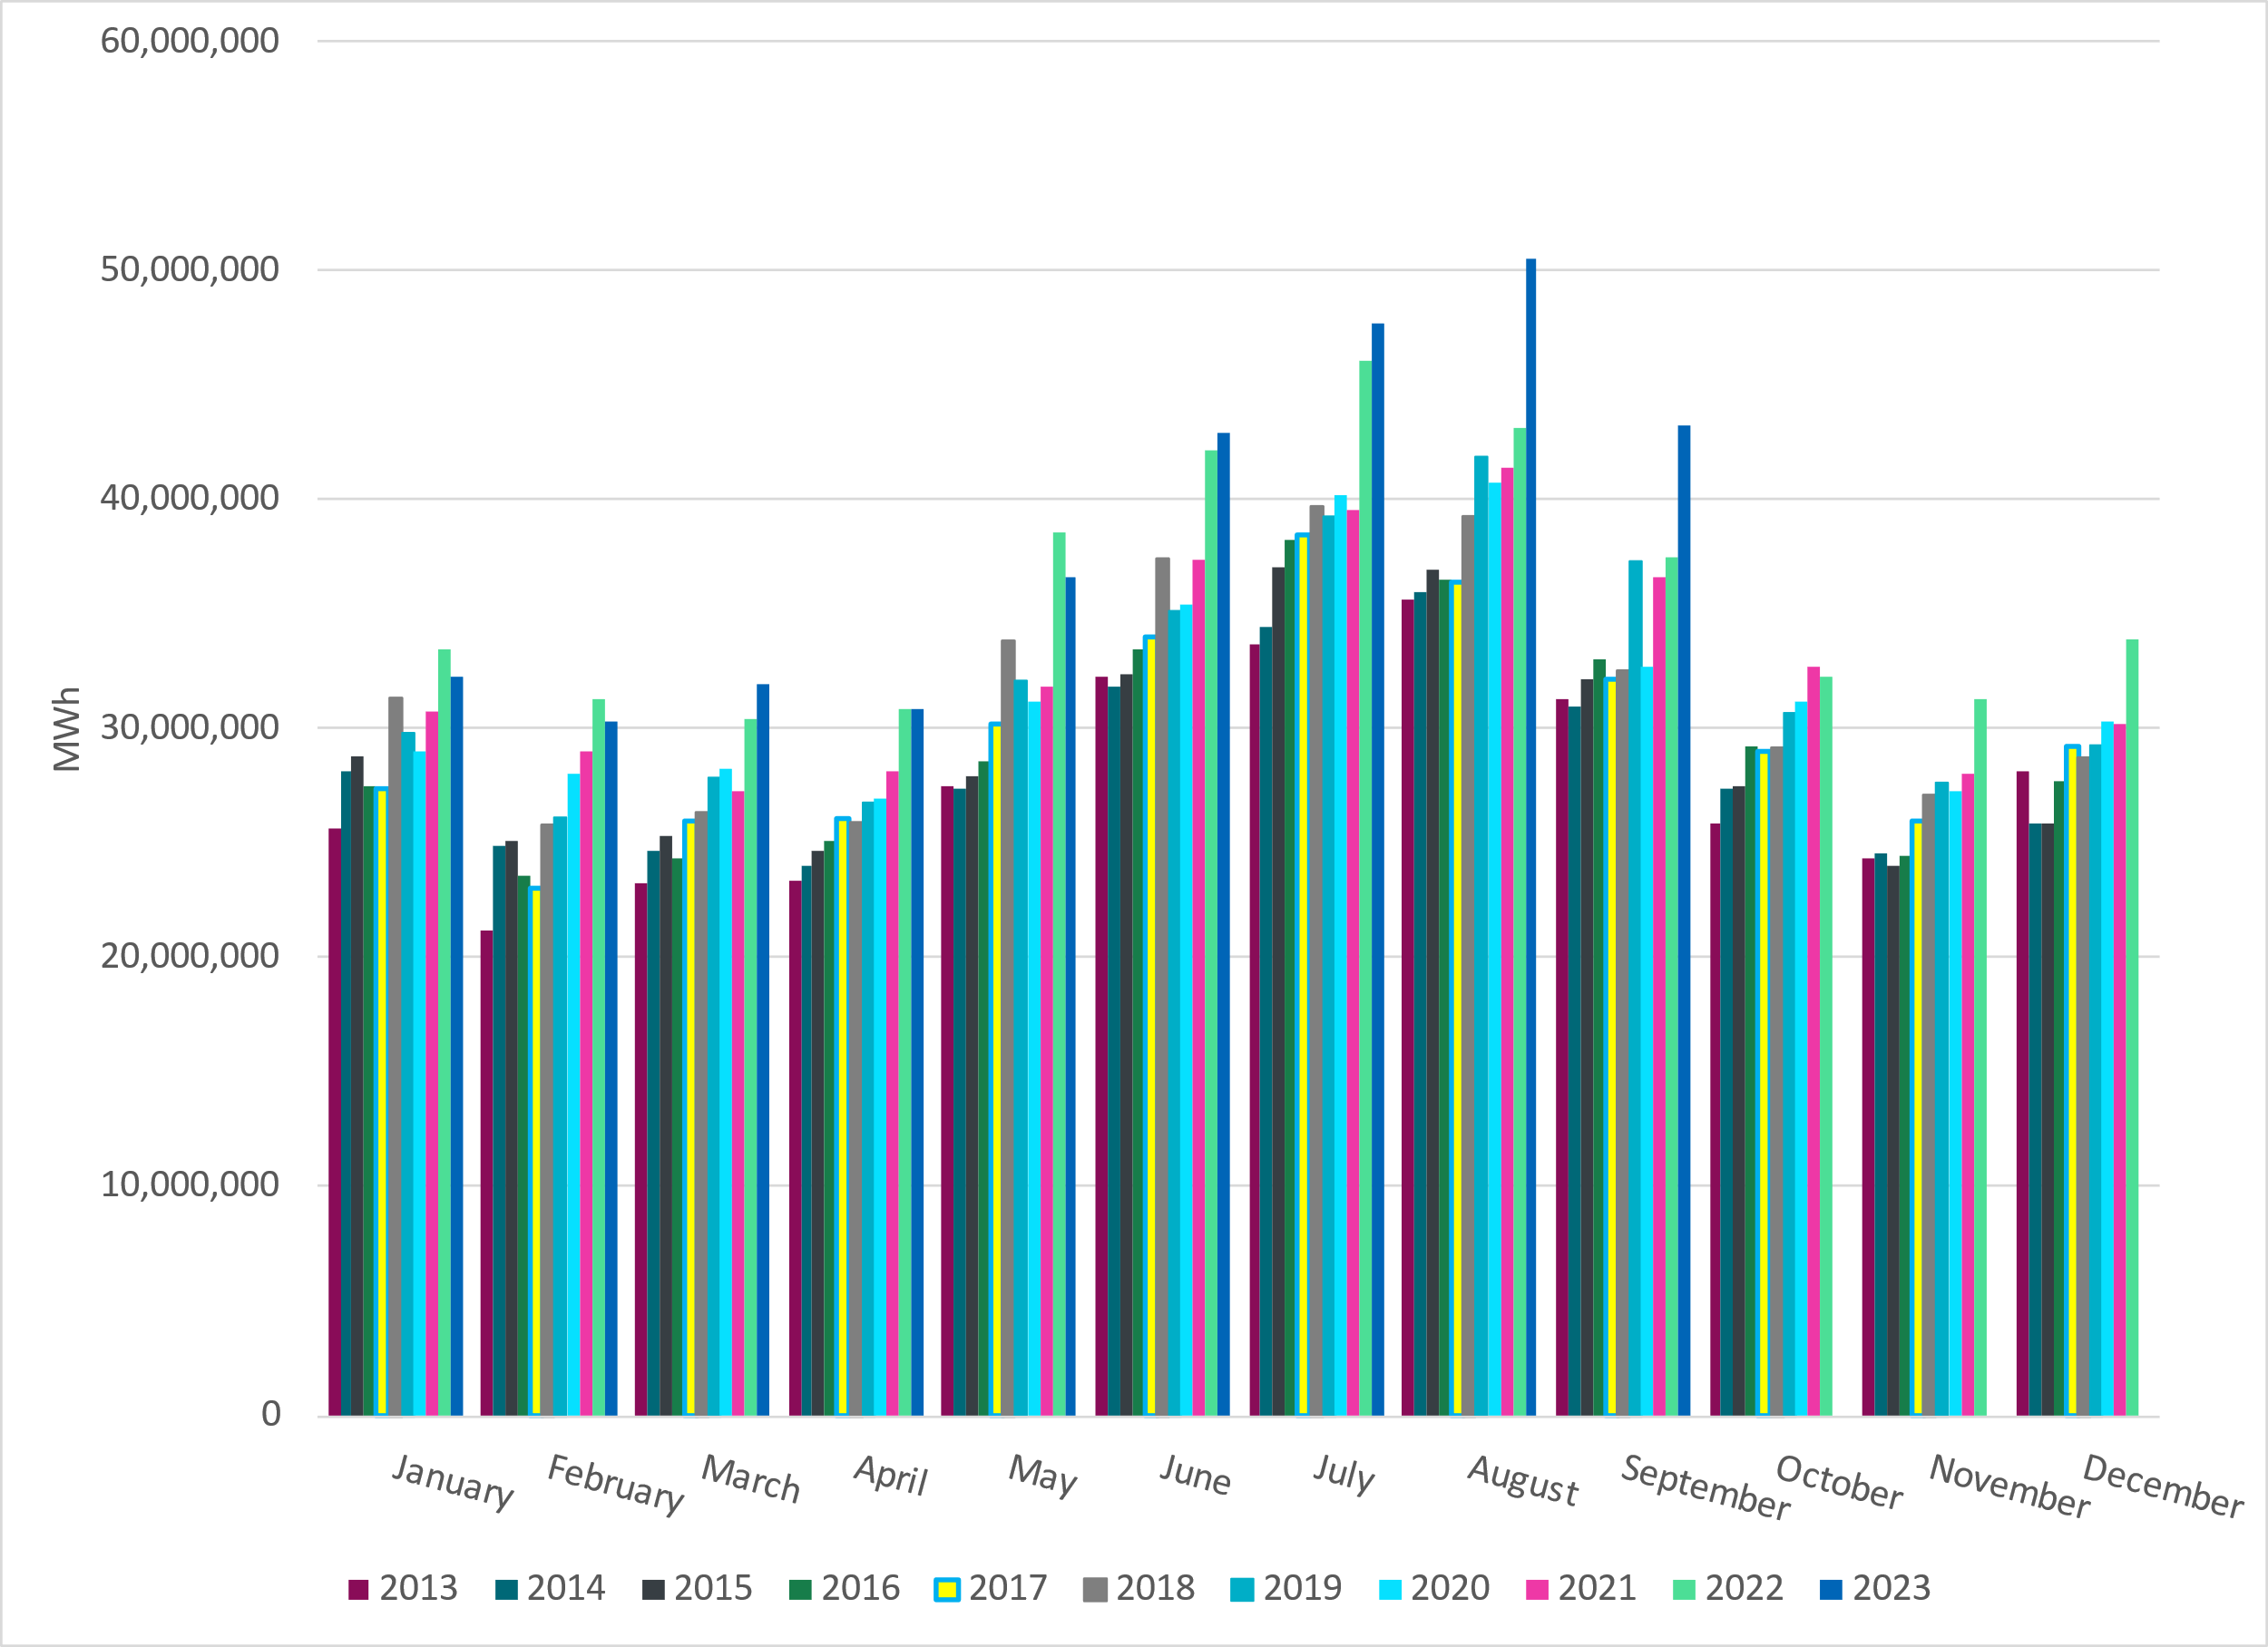 60,000,000
50,000,000
40,000,000
30,000,000
20,000,000
10,000,000
0
MWh
January February March April May June July August September October November December
2013 2014 2015 2016 2017 2018 2019 2020 2021 2022 2023